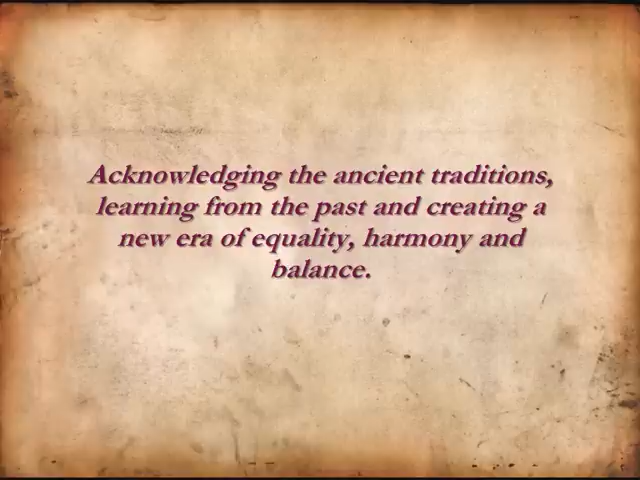 Acknowledging the ancient traditions,
learning from the past and creating a
new era of equality, harmony and
balance.